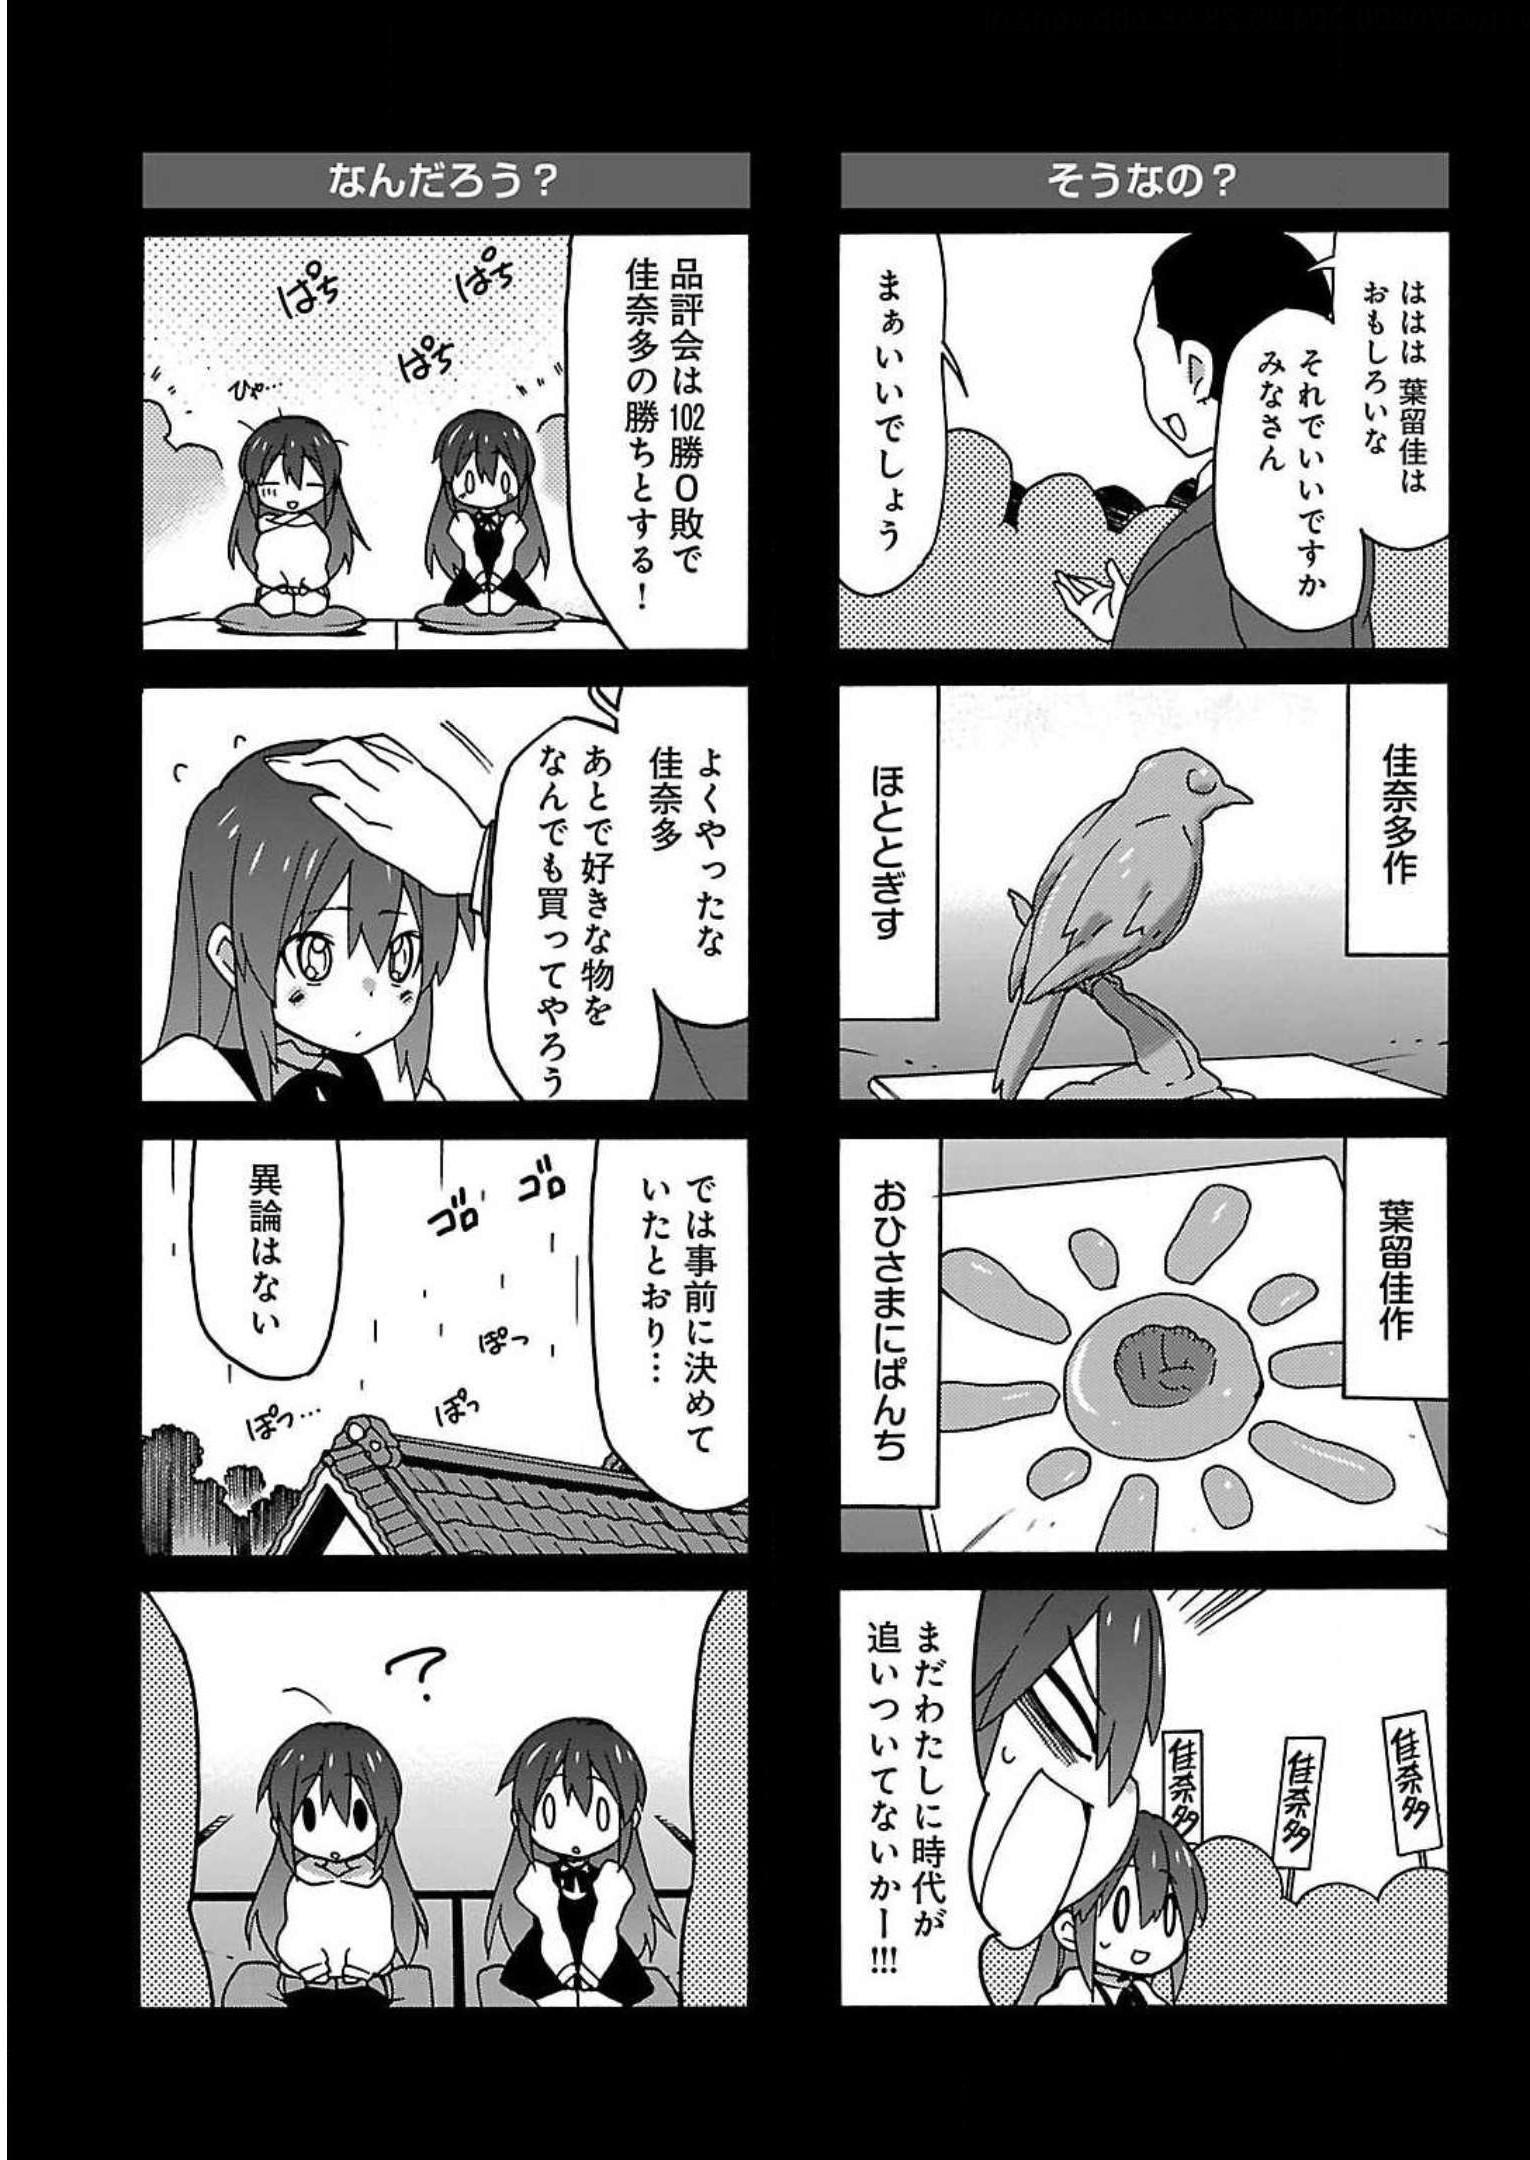 そうなの？
ははは 葉留佳は
おもしろいな
それでいいですか
みなさん
まぁいいでしょう
佳奈多作
ほととぎす
葉留佳作
おひさまにぱんち
佳奈多
佳奈多
佳奈多
まだわたしに時代が
追いついてないかー!!!
なんだろう？
品評会は102勝0敗で
佳奈多の勝ちとする！
ぱち
ぱち
ぱち
ひゃ…
よくやったな
佳奈多
あとで好きな物を
なんでも買ってやろう
では事前に決めて
いたとおり…
ゴロ
ゴロ
ぽっ
ぽっ
ぽっ…
異論はない
？